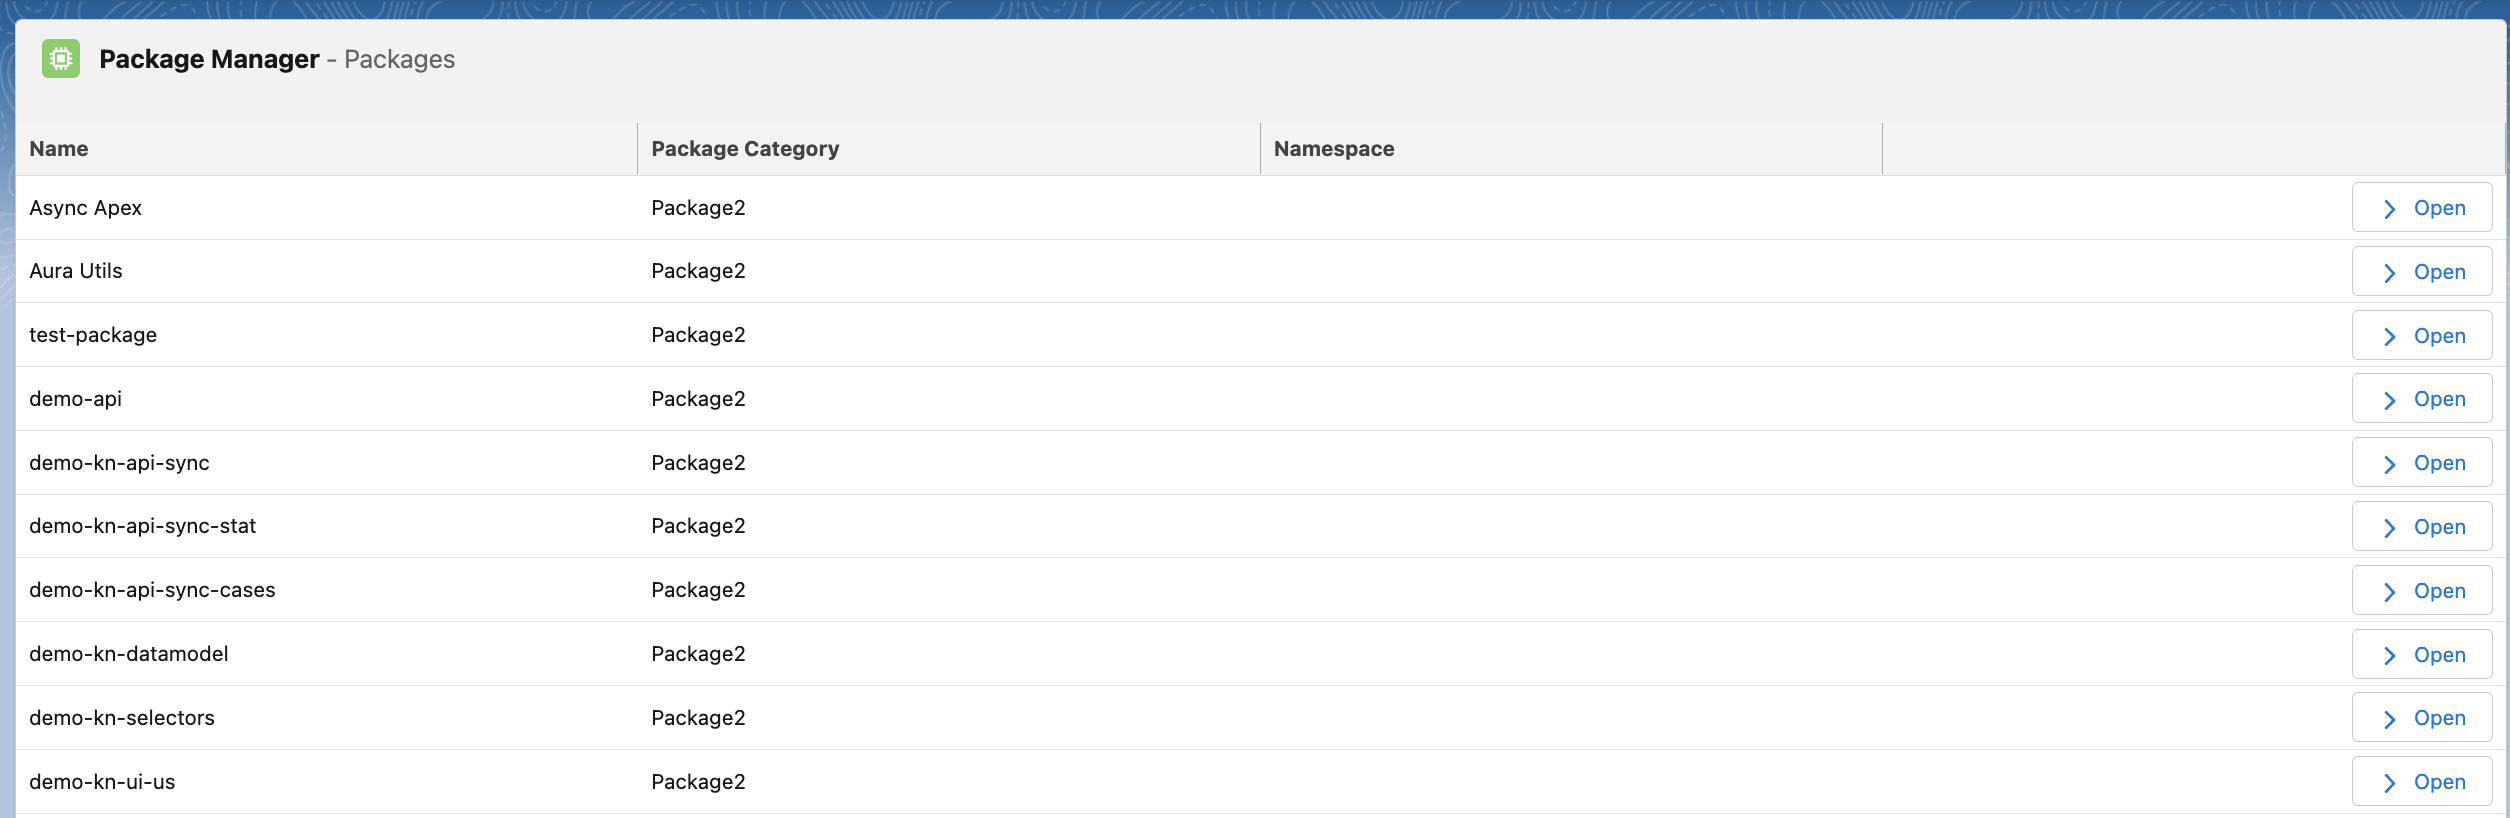 Package Manager - Packages
Name Package Category Namespace
Async Apex Package2 Open
Aura Utils Package2 Open
test-package Package2 Open
demo-api Package2 Open
demo-kn-api-sync Package2 Open
demo-kn-api-sync-stat Package2 Open
demo-kn-api-sync-cases Package2 Open
demo-kn-datamodel Package2 Open
demo-kn-selectors Package2 Open
demo-kn-ui-us Package2 Open